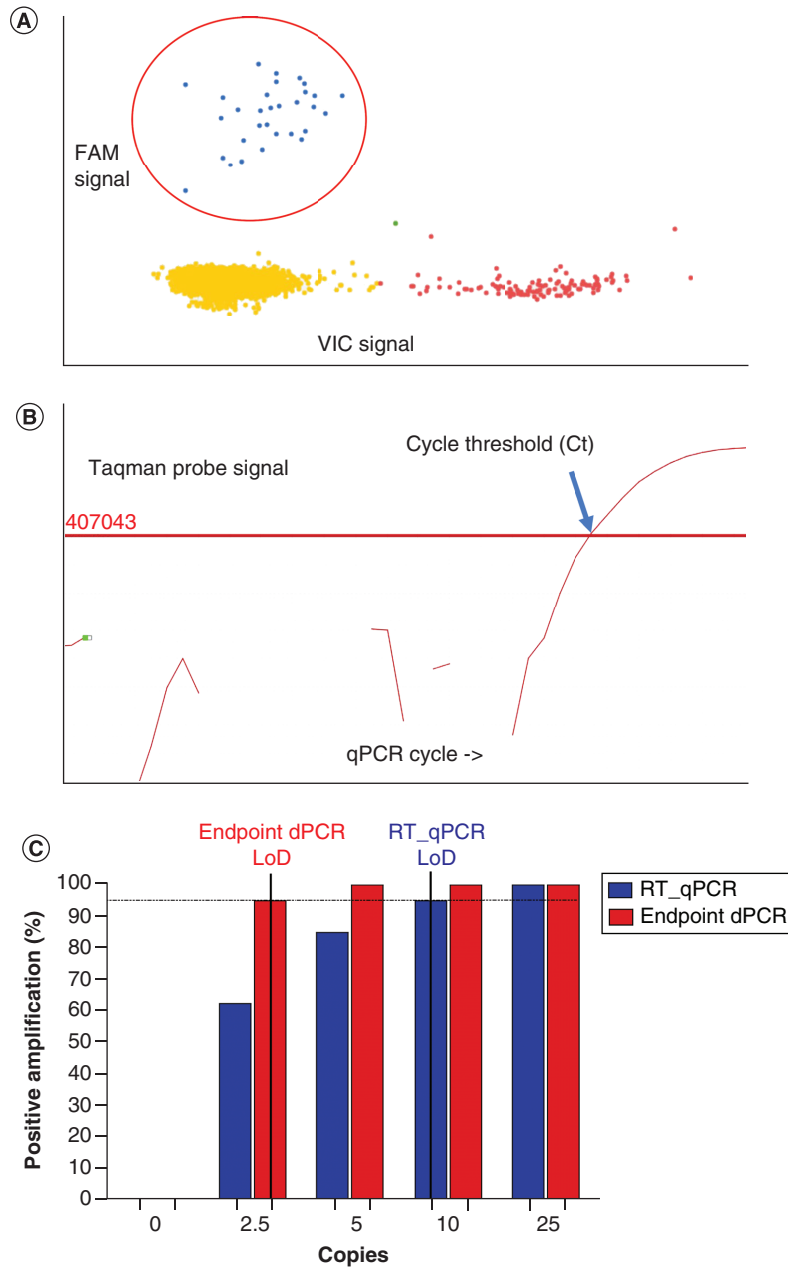 A
FAM
signal
VIC signal
B
Cycle threshold (Ct)
Taqman probe signal
407043
qPCR cycle ->
C
Endpoint dPCR
LoD
RT_qPCR
LoD
RT_qPCR
Endpoint dPCR
Positive amplification (%)
100
90
80
70
60
50
40
30
20
10
0
0 2.5 5 10 25
Copies